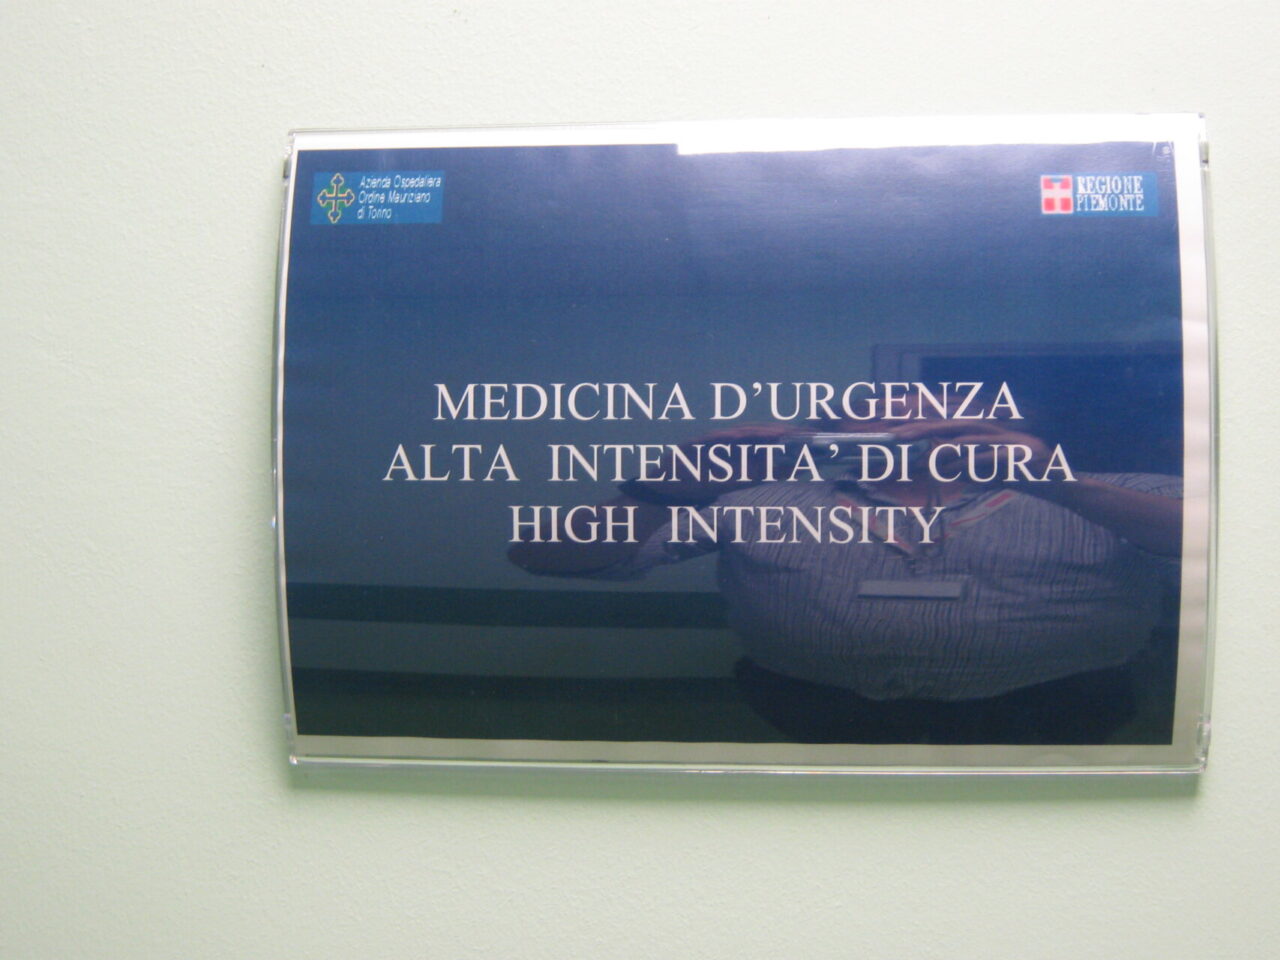 Azienda Ospedaliera
Ordine Mauriziano
di Torino
REGIONE
PIEMONTE
MEDICINA D’URGENZA
ALTA INTENSITA’ DI CURA
HIGH INTENSITY